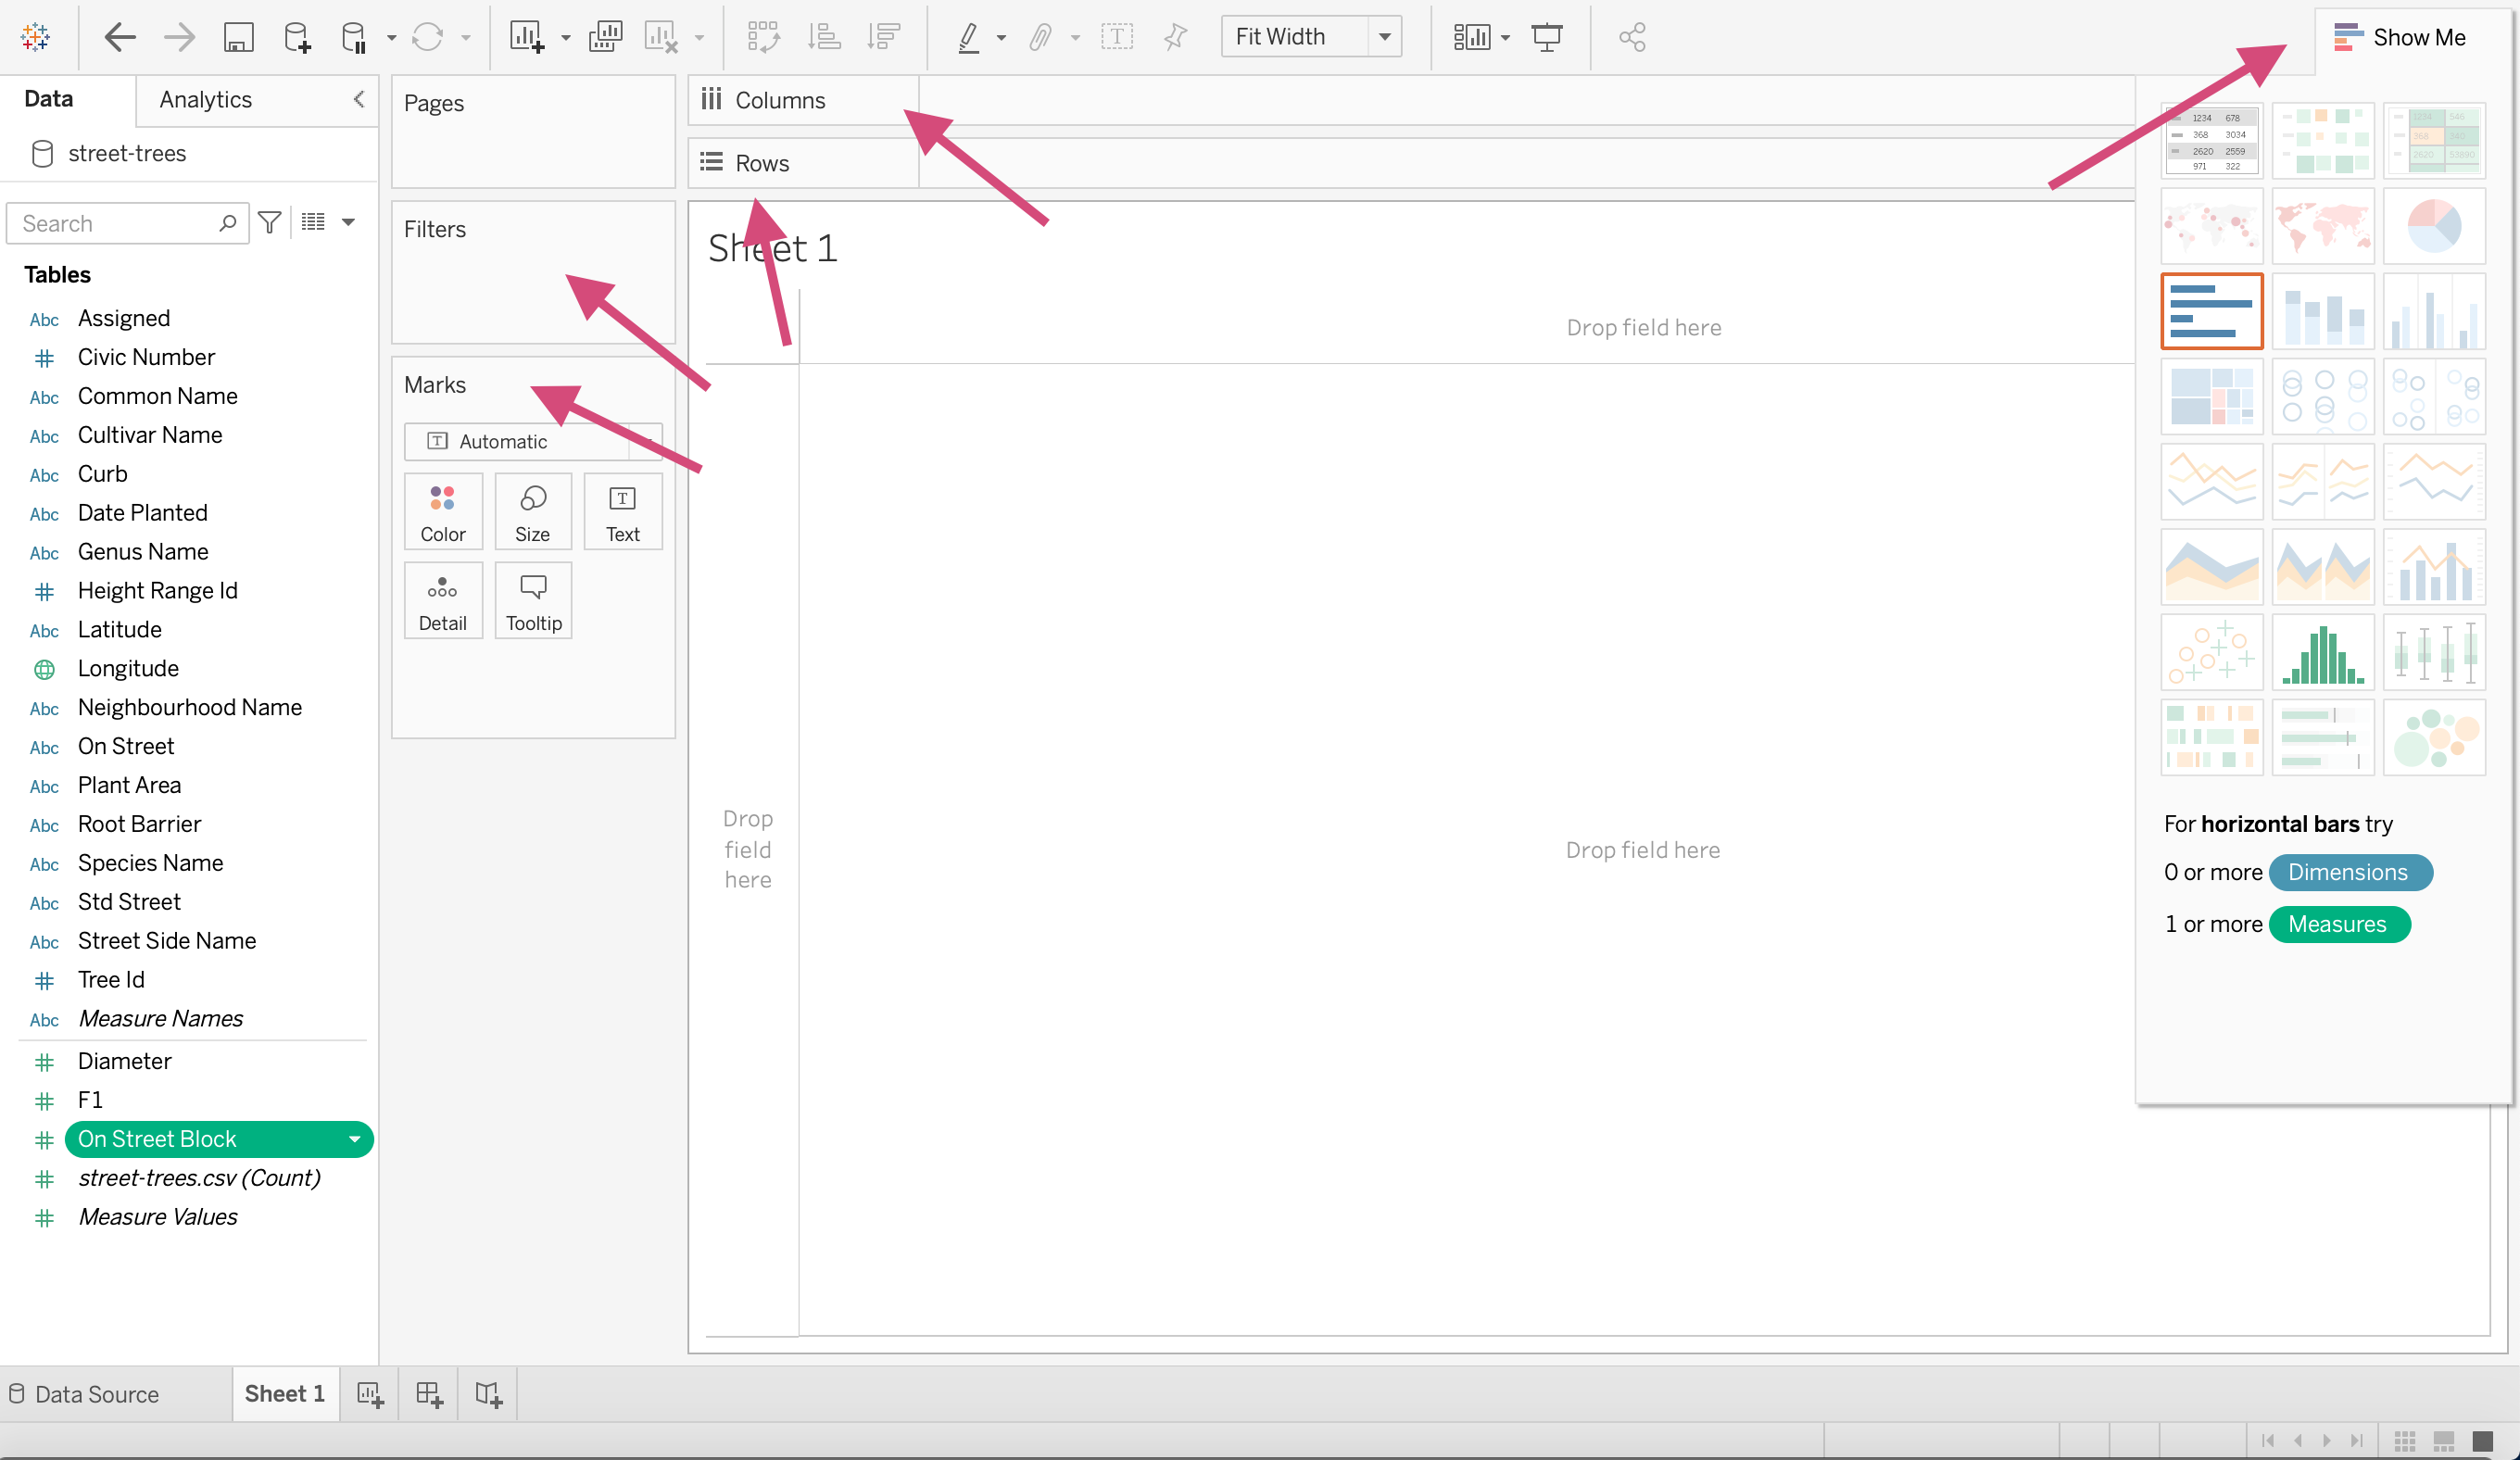 Fit Width
Show Me
Data
Analytics
street-trees
Search
Tables
Abc Assigned
Civic Number
Abc Common Name
Abc Cultivar Name
Abc Curb
Abc Date Planted
Abc Genus Name
Height Range Id
Abc Latitude
Longitude
Abc Neighbourhood Name
Abc On Street
Abc Plant Area
Abc Root Barrier
Abc Species Name
Abc Std Street
Abc Street Side Name
Tree Id
Abc Measure Names
Diameter
F1
On Street Block
street-trees.csv (Count)
Measure Values
Pages
Filters
Marks
T Automatic
Color Size T Text
Detail Tooltip
Columns
Rows
Sheet 1
Drop field here
Drop
field
here
Drop field here
1234 678
368 3034
2620 2559
971 322
1234 546
368
2620 53890
For horizontal bars try
0 or more Dimensions
1 or more Measures
Data Source
Sheet 1